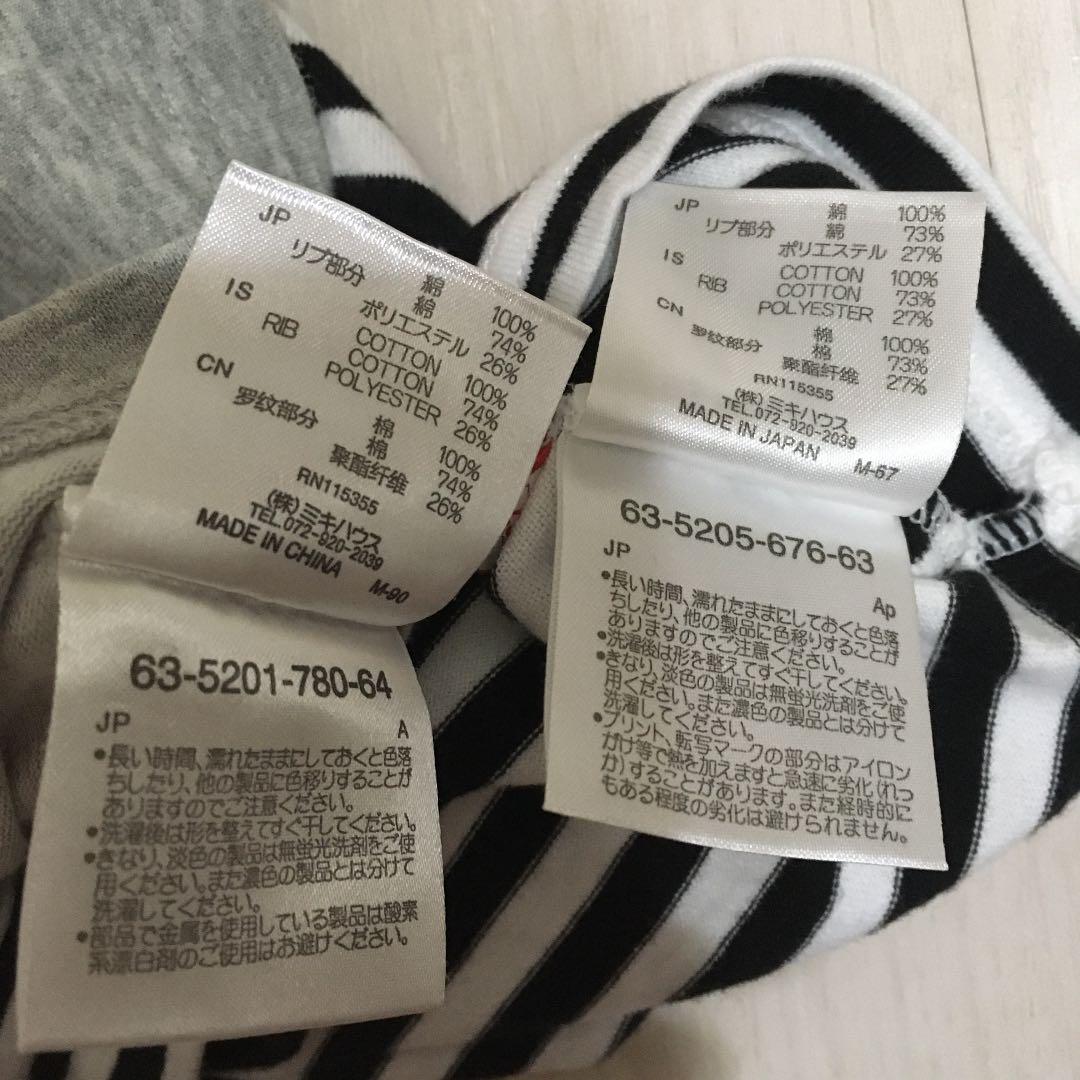 JP 綿 100%
リブ部分 綿 74%
ポリエステル 26%
IS COTTON 100%
RIB COTTON 74%
POLYESTER 26%
CN 棉 100%
罗纹部分 棉 74%
聚酯纤维 26%
RN115355
(株)ミキハウス
TEL.072-920-2039
MADE IN CHINA M-90
63-5201-780-64
JP A
•長い時間、濡れたままにしておくと色落
ちしたり、他の製品に色移りすることが
ありますのでご注意ください。
•洗濯後は形を整えてすぐ干してください。
•きなり、淡色の製品は無蛍光洗剤をご使
用ください。また濃色の製品とは分けて
洗濯してください。
•部品で金属を使用している製品は酸素
系漂白剤のご使用はお避けください。
JP 綿 100%
リブ部分 綿 73%
ポリエステル 27%
IS COTTON 100%
RIB COTTON 73%
POLYESTER 27%
CN 棉 100%
罗纹部分 棉 73%
聚酯纤维 27%
RN115355
(株)ミキハウス
TEL.072-920-2039
MADE IN JAPAN M-67
63-5205-676-63
JP Ap
•長い時間、濡れたままにしておくと色落
ちしたり、他の製品に色移りすることが
ありますのでご注意ください。
•洗濯後は形を整えてすぐ干してください。
•きなり、淡色の製品は無蛍光洗剤をご使
用ください。また濃色の製品とは分けて
洗濯してください。
•プリント、転写マークの部分はアイロン
がけ等で熱を加えますと急速に劣化(れっ
か)することがあります。また経時的に
もある程度の劣化は避けられません。